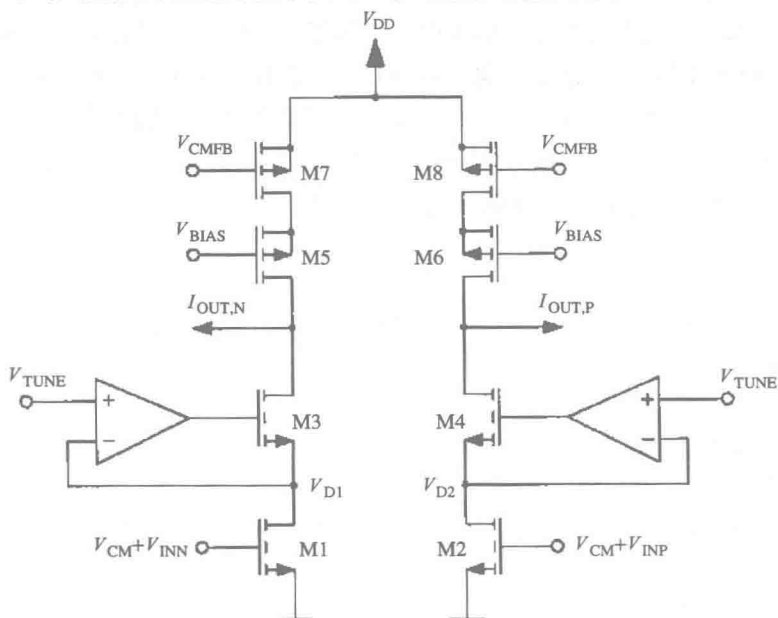 V_DD
V_CMFB M7 M8 V_CMFB
V_BIAS M5 M6 V_BIAS
I_OUT,N I_OUT,P
V_TUNE + M3 M4 + V_TUNE
− −
V_D1 V_D2
V_CM+V_INN M1 M2 V_CM+V_INP